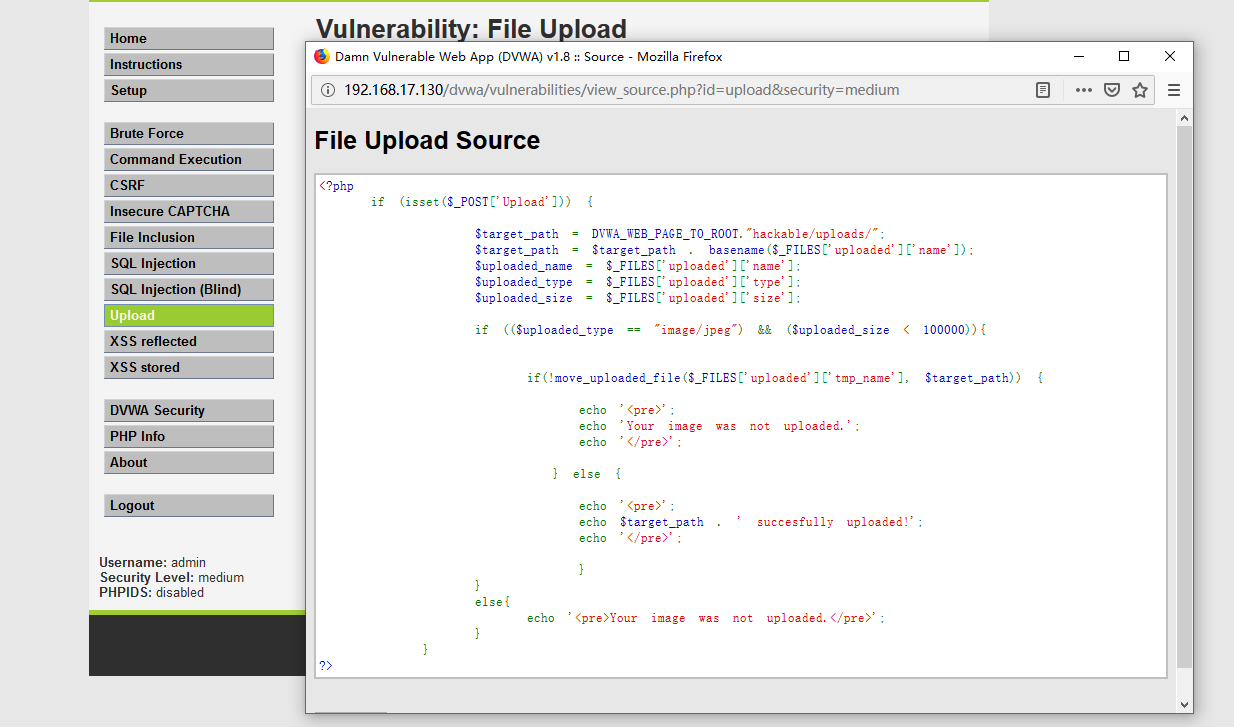 Vulnerability: File Upload
Home
Instructions
Setup
Brute Force
Command Execution
CSRF
Insecure CAPTCHA
File Inclusion
SQL Injection
SQL Injection (Blind)
Upload
XSS reflected
XSS stored
DVWA Security
PHP Info
About
Logout
Username: admin
Security Level: medium
PHPIDS: disabled
Damn Vulnerable Web App (DVWA) v1.8 :: Source - Mozilla Firefox
192.168.17.130/dvwa/vulnerabilities/view_source.php?id=upload&security=medium
File Upload Source
<?php
if (isset($_POST['Upload'])) {
$target_path = DVWA_WEB_PAGE_TO_ROOT."hackable/uploads/";
$target_path = $target_path . basename($_FILES['uploaded']['name']);
$uploaded_name = $_FILES['uploaded']['name'];
$uploaded_type = $_FILES['uploaded']['type'];
$uploaded_size = $_FILES['uploaded']['size'];
if (($uploaded_type == "image/jpeg") && ($uploaded_size < 100000)){
if(!move_uploaded_file($_FILES['uploaded']['tmp_name'], $target_path)) {
echo '<pre>';
echo 'Your image was not uploaded.';
echo '</pre>';
} else {
echo '<pre>';
echo $target_path . ' succesfully uploaded!';
echo '</pre>';
}
}
else{
echo '<pre>Your image was not uploaded.</pre>';
}
}
?>